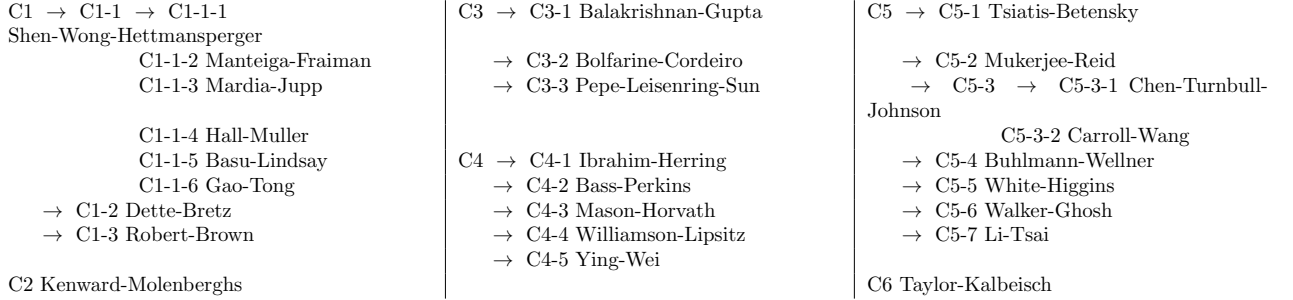 C1 → C1-1 → C1-1-1
Shen-Wong-Hettmansperger
C1-1-2 Manteiga-Fraiman
C1-1-3 Mardia-Jupp
C1-1-4 Hall-Muller
C1-1-5 Basu-Lindsay
C1-1-6 Gao-Tong
→ C1-2 Dette-Bretz
→ C1-3 Robert-Brown
C2 Kenward-Molenberghs
C3 → C3-1 Balakrishnan-Gupta
→ C3-2 Bolfarine-Cordeiro
→ C3-3 Pepe-Leisenring-Sun
C4 → C4-1 Ibrahim-Herring
→ C4-2 Bass-Perkins
→ C4-3 Mason-Horvath
→ C4-4 Williamson-Lipsitz
→ C4-5 Ying-Wei
C5 → C5-1 Tsiatis-Betensky
→ C5-2 Mukerjee-Reid
→ C5-3 → C5-3-1 Chen-Turnbull-
Johnson
C5-3-2 Carroll-Wang
→ C5-4 Buhlmann-Wellner
→ C5-5 White-Higgins
→ C5-6 Walker-Ghosh
→ C5-7 Li-Tsai
C6 Taylor-Kalbeisch